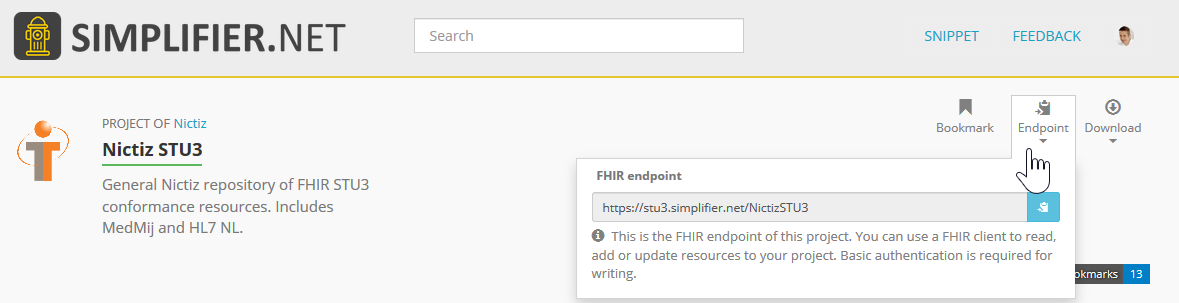 SIMPLIFIER.NET
Search
SNIPPET
FEEDBACK
PROJECT OF Nictiz
Nictiz STU3
General Nictiz repository of FHIR STU3
conformance resources. Includes
MedMij and HL7 NL.
Bookmark
Endpoint
Download
FHIR endpoint
https://stu3.simplifier.net/NictizSTU3
This is the FHIR endpoint of this project. You can use a FHIR client to read,
add or update resources to your project. Basic authentication is required for
writing.
okmarks 13